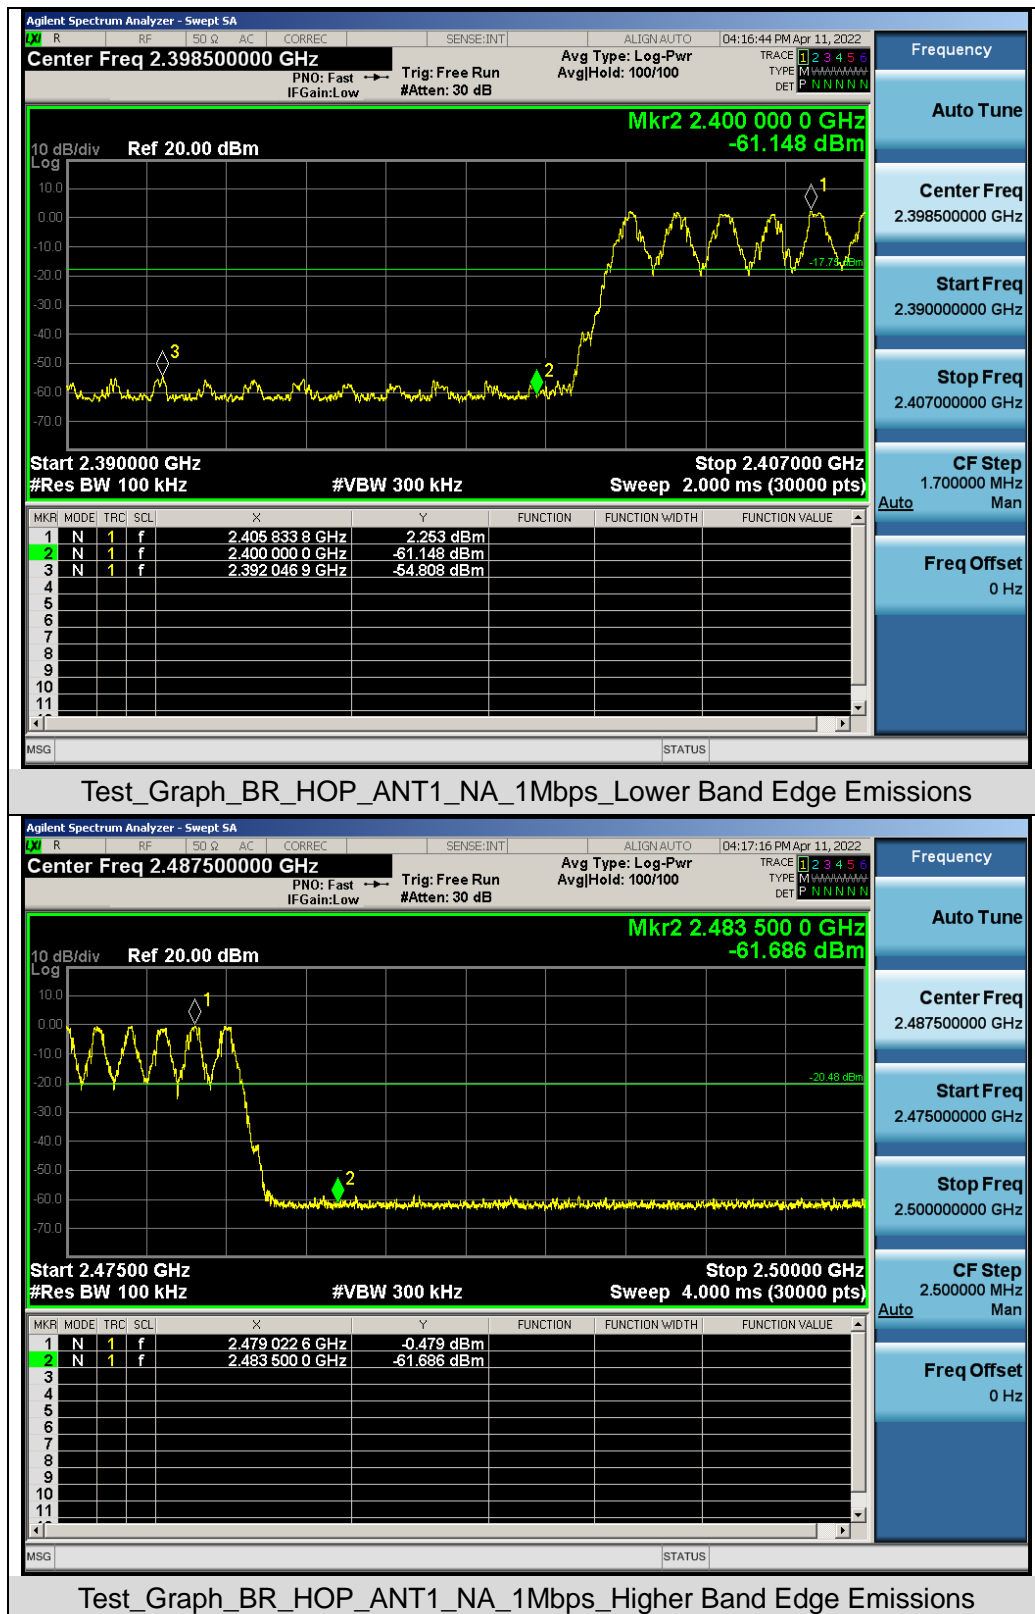 Agilent Spectrum Analyzer - Swept SA
LXI R RF 50 Ω AC CORREC SENSE:INT ALIGN AUTO 04:16:44 PM Apr 11, 2022
Center Freq 2.398500000 GHz
PNO: Fast Trig: Free Run Avg Type: Log-Pwr TRACE 1 2 3 4 5 6
IFGain:Low #Atten: 30 dB Avg|Hold: 100/100 TYPE M
DET P N N N N N
Frequency
Auto Tune
Center Freq
2.398500000 GHz
Start Freq
2.390000000 GHz
Stop Freq
2.407000000 GHz
CF Step
1.700000 MHz
Auto Man
Freq Offset
0 Hz
Mkr2 2.400 000 0 GHz
-61.148 dBm
10 dB/div Ref 20.00 dBm
Log
10.0
0.00
-10.0
-20.0
-30.0
-40.0
-50.0
-60.0
-70.0
1
-17.75 dBm
3
2
Start 2.390000 GHz Stop 2.407000 GHz
#Res BW 100 kHz #VBW 300 kHz Sweep 2.000 ms (30000 pts)
MKR MODE TRC SCL X Y FUNCTION FUNCTION WIDTH FUNCTION VALUE
1 N 1 f 2.405 833 8 GHz 2.253 dBm
2 N 1 f 2.400 000 0 GHz -61.148 dBm
3 N 1 f 2.392 046 9 GHz -54.808 dBm
4
5
6
7
8
9
10
11
MSG STATUS
Test_Graph_BR_HOP_ANT1_NA_1Mbps_Lower Band Edge Emissions
Agilent Spectrum Analyzer - Swept SA
LXI R RF 50 Ω AC CORREC SENSE:INT ALIGN AUTO 04:17:16 PM Apr 11, 2022
Center Freq 2.487500000 GHz
PNO: Fast Trig: Free Run Avg Type: Log-Pwr TRACE 1 2 3 4 5 6
IFGain:Low #Atten: 30 dB Avg|Hold: 100/100 TYPE M
DET P N N N N N
Frequency
Auto Tune
Center Freq
2.487500000 GHz
Start Freq
2.475000000 GHz
Stop Freq
2.500000000 GHz
CF Step
2.500000 MHz
Auto Man
Freq Offset
0 Hz
Mkr2 2.483 500 0 GHz
-61.686 dBm
10 dB/div Ref 20.00 dBm
Log
10.0
0.00
-10.0
-20.0
-30.0
-40.0
-50.0
-60.0
-70.0
1
-20.48 dBm
2
Start 2.47500 GHz Stop 2.50000 GHz
#Res BW 100 kHz #VBW 300 kHz Sweep 4.000 ms (30000 pts)
MKR MODE TRC SCL X Y FUNCTION FUNCTION WIDTH FUNCTION VALUE
1 N 1 f 2.479 022 6 GHz -0.479 dBm
2 N 1 f 2.483 500 0 GHz -61.686 dBm
3
4
5
6
7
8
9
10
11
MSG STATUS
Test_Graph_BR_HOP_ANT1_NA_1Mbps_Higher Band Edge Emissions